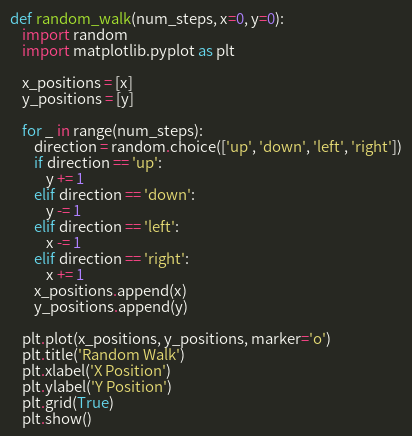 def random_walk(num_steps, x=0, y=0):
    import random
    import matplotlib.pyplot as plt

    x_positions = [x]
    y_positions = [y]

    for _ in range(num_steps):
        direction = random.choice(['up', 'down', 'left', 'right'])
        if direction == 'up':
            y += 1
        elif direction == 'down':
            y -= 1
        elif direction == 'left':
            x -= 1
        elif direction == 'right':
            x += 1
        x_positions.append(x)
        y_positions.append(y)

    plt.plot(x_positions, y_positions, marker='o')
    plt.title('Random Walk')
    plt.xlabel('X Position')
    plt.ylabel('Y Position')
    plt.grid(True)
    plt.show()